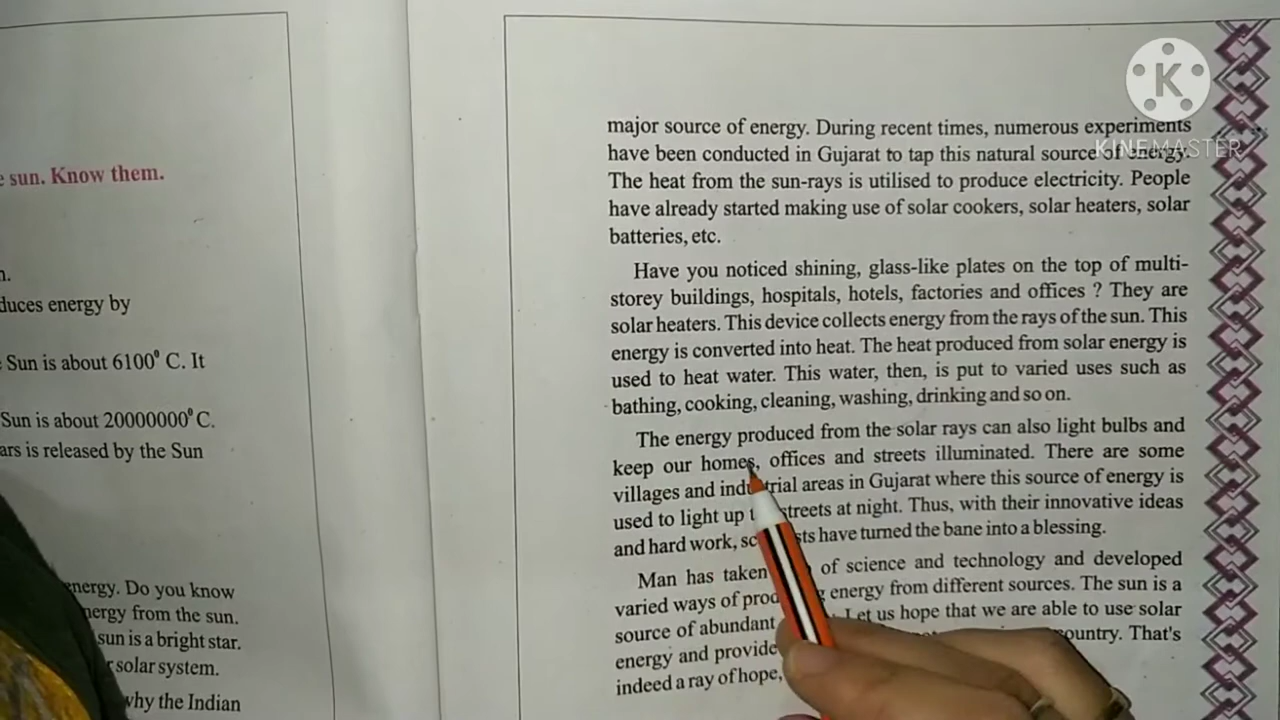 e sun. Know them.
n.
duces energy by
Sun is about 6100⁰ C. It
Sun is about 20000000⁰ C.
ars is released by the Sun
energy. Do you know
nergy from the sun.
sun is a bright star.
solar system.
why the Indian
K
KINEMASTER
major source of energy. During recent times, numerous experiments
have been conducted in Gujarat to tap this natural source of energy.
The heat from the sun-rays is utilised to produce electricity. People
have already started making use of solar cookers, solar heaters, solar
batteries, etc.
Have you noticed shining, glass-like plates on the top of multi-
storey buildings, hospitals, hotels, factories and offices ? They are
solar heaters. This device collects energy from the rays of the sun. This
energy is converted into heat. The heat produced from solar energy is
used to heat water. This water, then, is put to varied uses such as
bathing, cooking, cleaning, washing, drinking and so on.
The energy produced from the solar rays can also light bulbs and
keep our homes, offices and streets illuminated. There are some
villages and industrial areas in Gujarat where this source of energy is
used to light up streets at night. Thus, with their innovative ideas
and hard work, have turned the bane into a blessing.
Man has taken of science and technology and developed
varied ways of energy from different sources. The sun is a
source of abundant Let us hope that we are able to use solar
energy and provide country. That's
indeed a ray of hope,